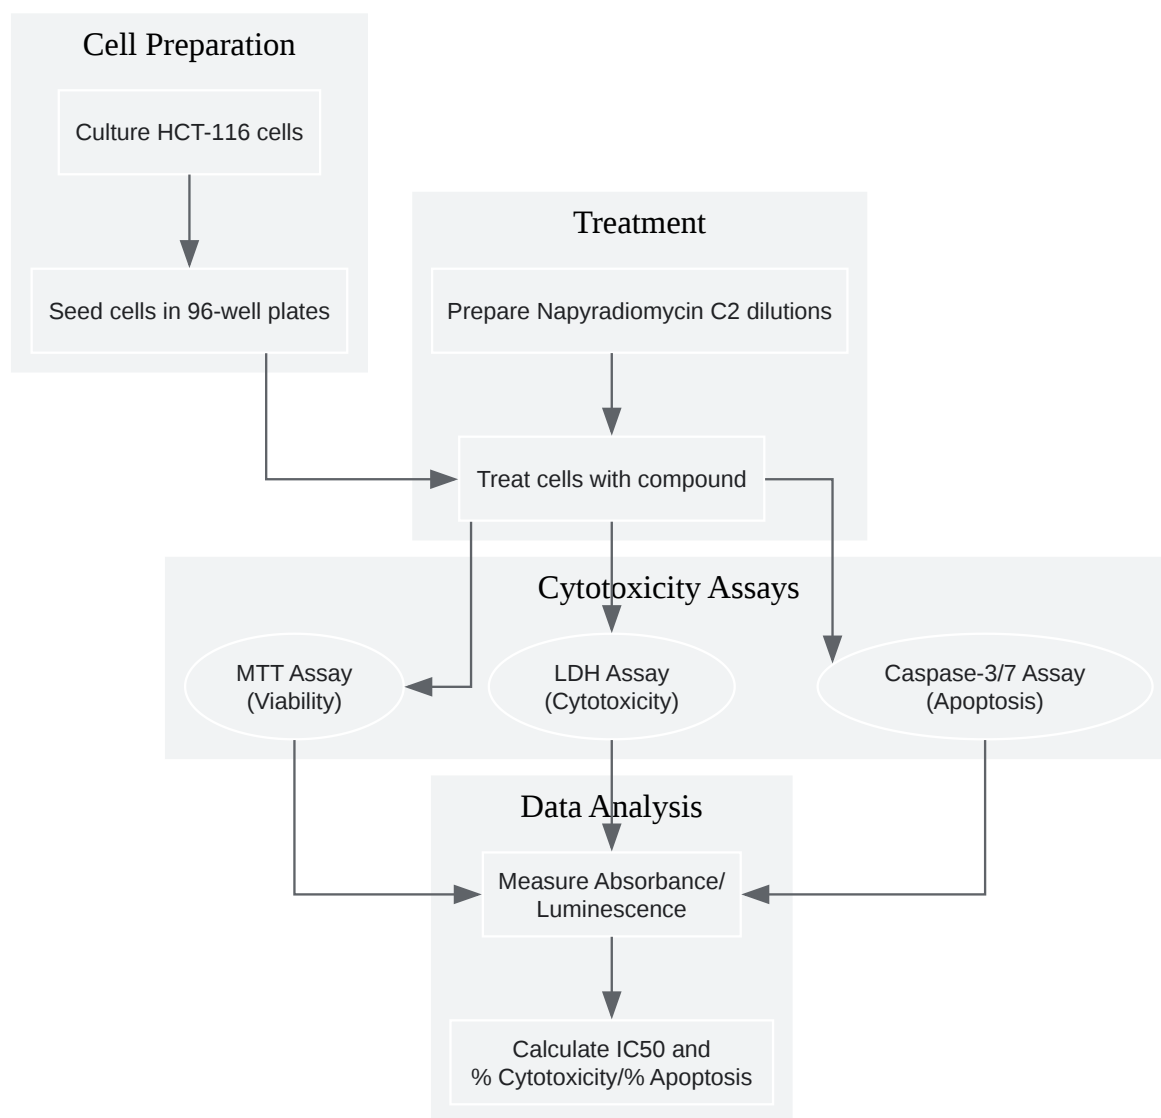 Cell Preparation
Culture HCT-116 cells
Seed cells in 96-well plates
Treatment
Prepare Napyradiomycin C2 dilutions
Treat cells with compound
Cytotoxicity Assays
MTT Assay
(Viability)
LDH Assay
(Cytotoxicity)
Caspase-3/7 Assay
(Apoptosis)
Data Analysis
Measure Absorbance/
Luminescence
Calculate IC50 and
% Cytotoxicity/% Apoptosis